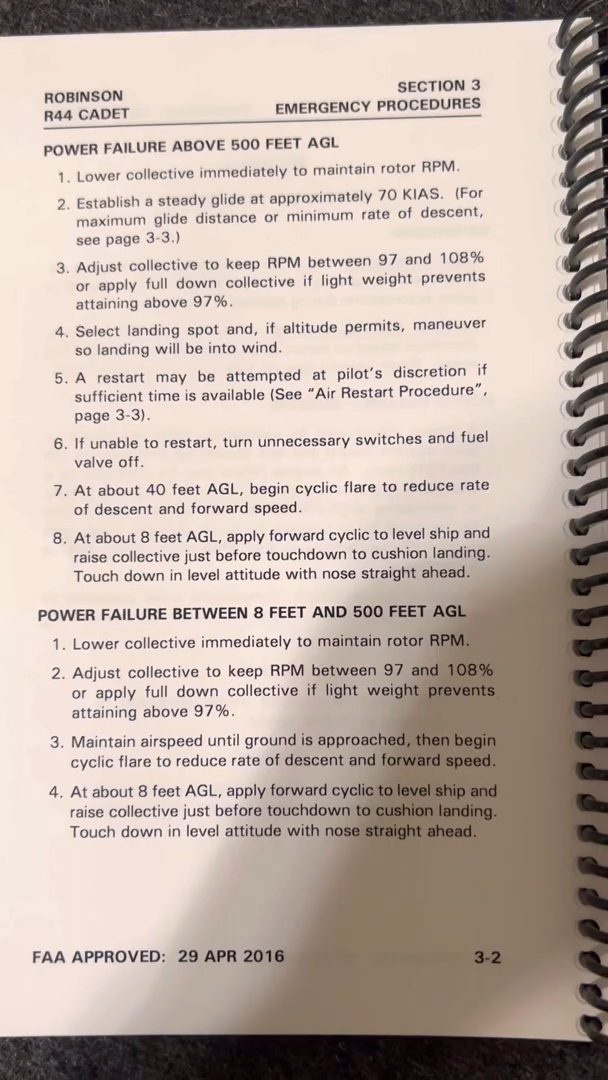 ROBINSON
R44 CADET
SECTION 3
EMERGENCY PROCEDURES
POWER FAILURE ABOVE 500 FEET AGL
1. Lower collective immediately to maintain rotor RPM.
2. Establish a steady glide at approximately 70 KIAS. (For
maximum glide distance or minimum rate of descent,
see page 3-3.)
3. Adjust collective to keep RPM between 97 and 108%
or apply full down collective if light weight prevents
attaining above 97%.
4. Select landing spot and, if altitude permits, maneuver
so landing will be into wind.
5. A restart may be attempted at pilot's discretion if
sufficient time is available (See "Air Restart Procedure",
page 3-3).
6. If unable to restart, turn unnecessary switches and fuel
valve off.
7. At about 40 feet AGL, begin cyclic flare to reduce rate
of descent and forward speed.
8. At about 8 feet AGL, apply forward cyclic to level ship and
raise collective just before touchdown to cushion landing.
Touch down in level attitude with nose straight ahead.
POWER FAILURE BETWEEN 8 FEET AND 500 FEET AGL
1. Lower collective immediately to maintain rotor RPM.
2. Adjust collective to keep RPM between 97 and 108%
or apply full down collective if light weight prevents
attaining above 97%.
3. Maintain airspeed until ground is approached, then begin
cyclic flare to reduce rate of descent and forward speed.
4. At about 8 feet AGL, apply forward cyclic to level ship and
raise collective just before touchdown to cushion landing.
Touch down in level attitude with nose straight ahead.
FAA APPROVED: 29 APR 2016
3-2